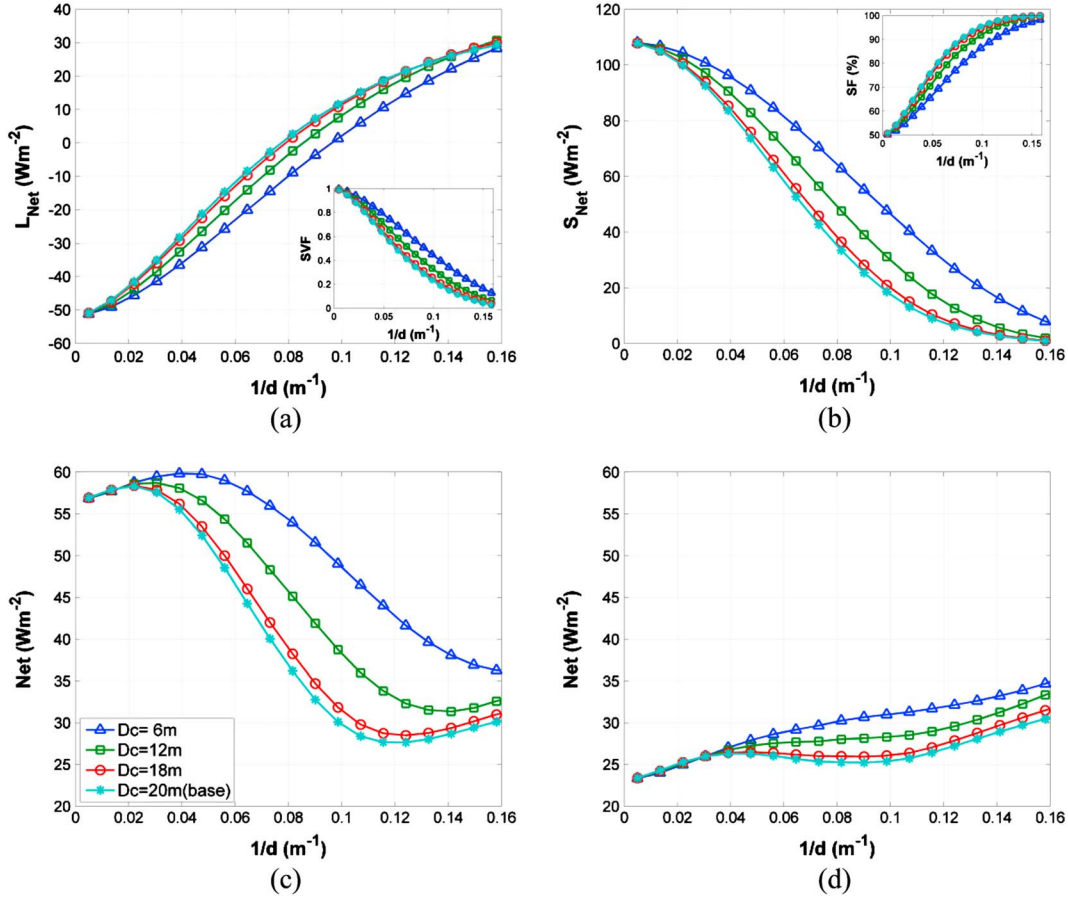 40
30
20
10
0
-10
-20
-30
-40
-50
-60
L_Net (Wm⁻²)
0 0.02 0.04 0.06 0.08 0.1 0.12 0.14 0.16
1/d (m⁻¹)
1
0.8
0.6
0.4
0.2
0
SVF
0 0.05 0.10 0.15
1/d (m⁻¹)
(a)
120
100
80
60
40
20
0
S_Net (Wm⁻²)
0 0.02 0.04 0.06 0.08 0.1 0.12 0.14 0.16
1/d (m⁻¹)
100
90
80
70
60
50
SF (%)
0 0.05 0.10 0.15
1/d (m⁻¹)
(b)
60
55
50
45
40
35
30
25
20
Net (Wm⁻²)
Dc= 6m
Dc=12m
Dc=18m
Dc=20m(base)
0 0.02 0.04 0.06 0.08 0.1 0.12 0.14 0.16
1/d (m⁻¹)
(c)
60
55
50
45
40
35
30
25
20
Net (Wm⁻²)
0 0.02 0.04 0.06 0.08 0.1 0.12 0.14 0.16
1/d (m⁻¹)
(d)